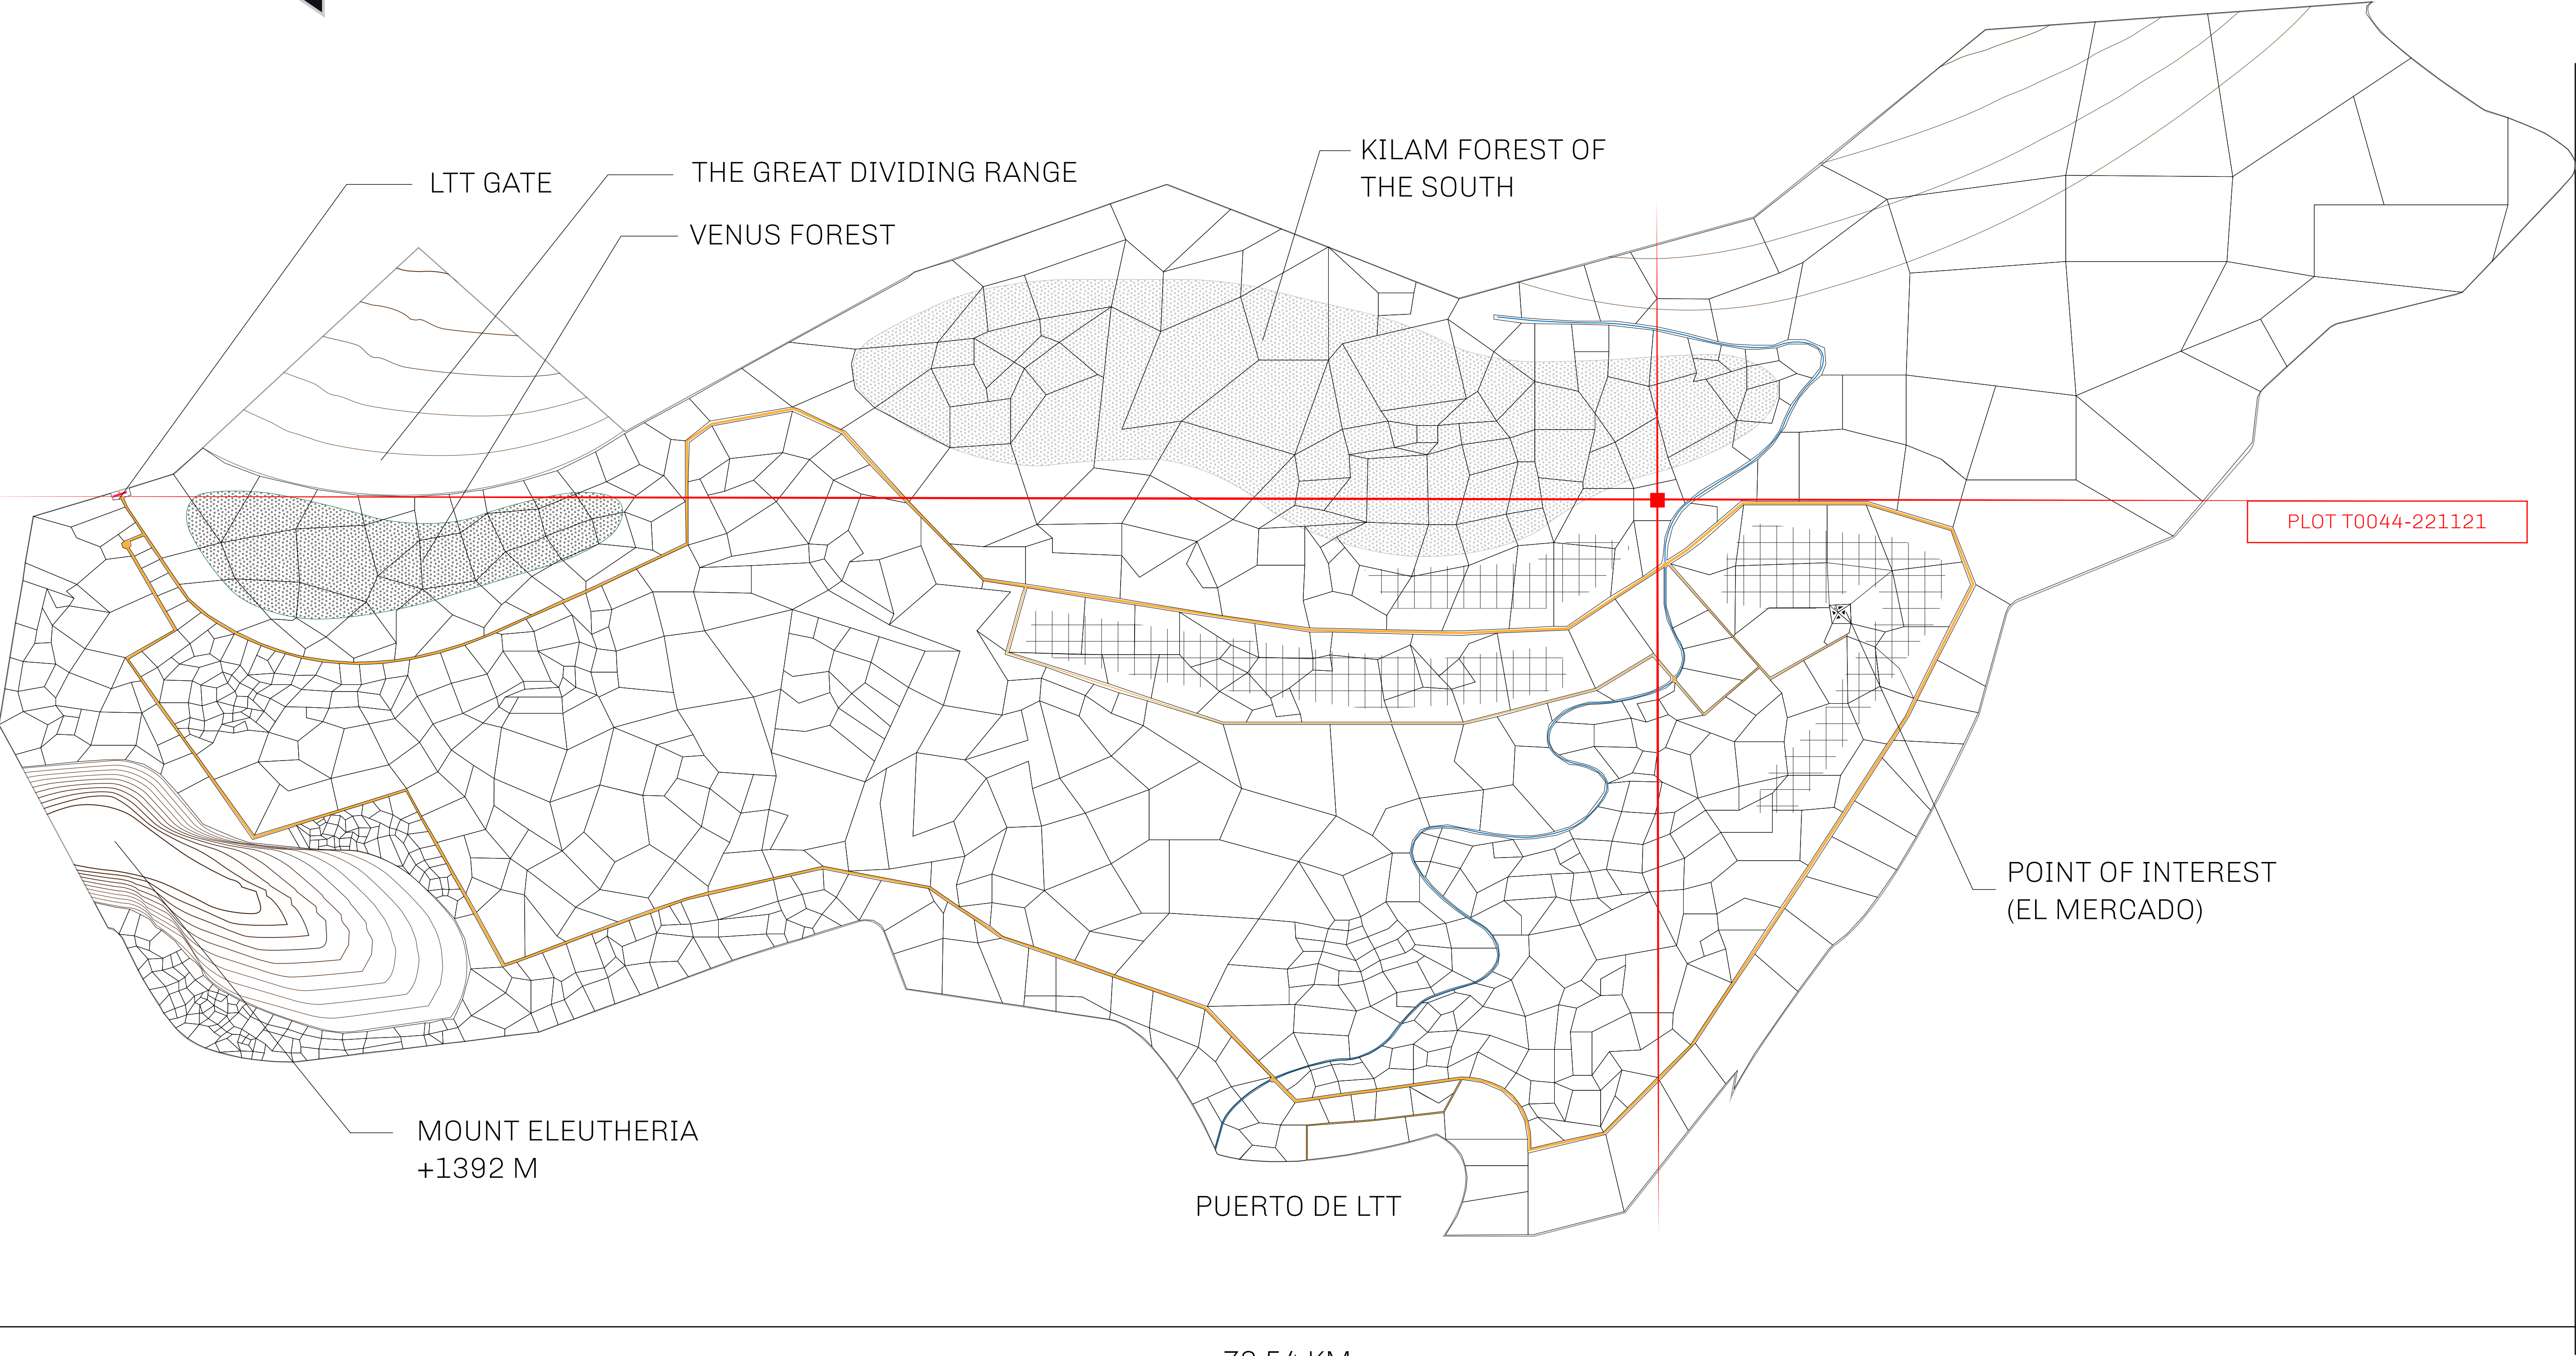 KILAM FOREST OF
THE SOUTH
THE GREAT DIVIDING RANGE
LTT GATE
VENUS FOREST
PLOT T0044-221121
POINT OF INTEREST
(EL MERCADO)
MOUNT ELEUTHERIA
+1392 M
PUERTO DE LTT